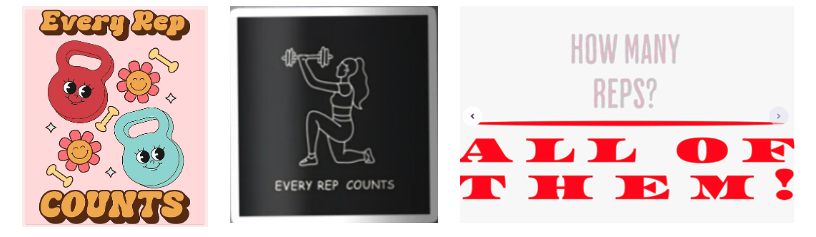 Every Rep
COUNTS
EVERY REP COUNTS
HOW MANY
REPS?
ALL OF
THEM!